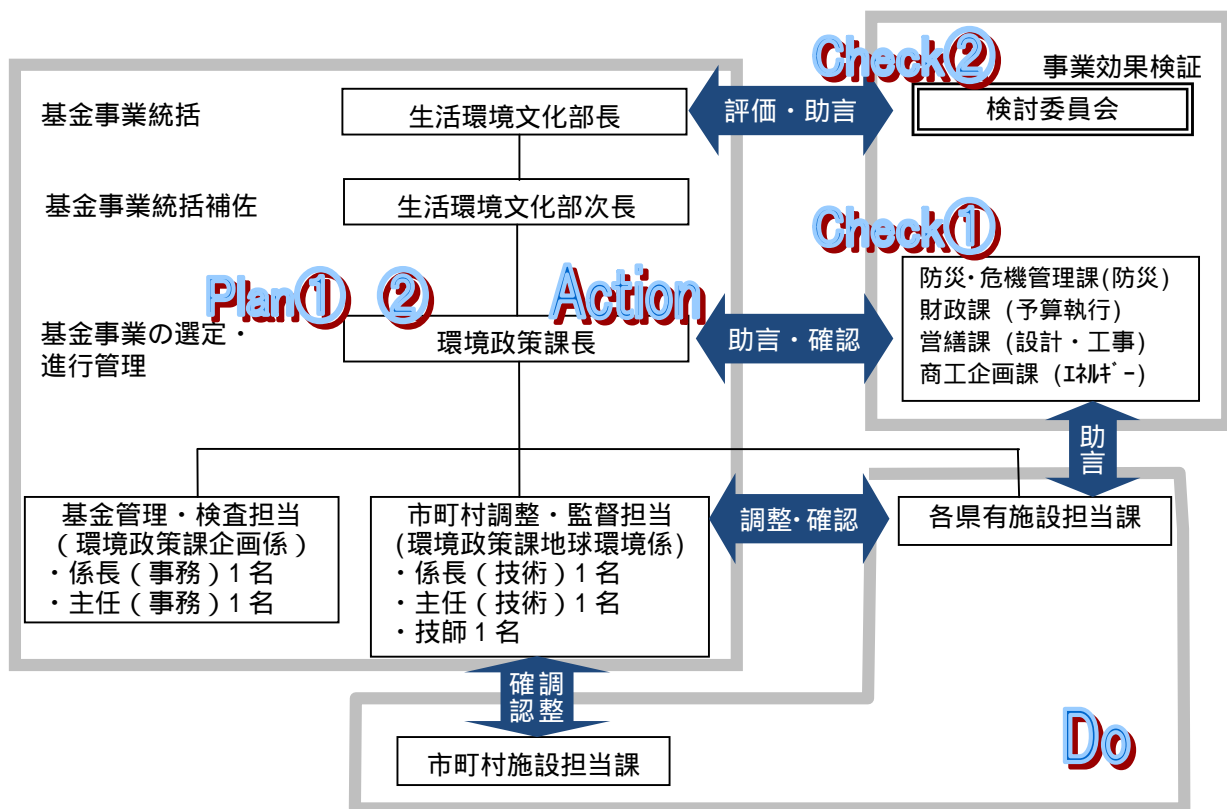 Check②
事業効果検証
基金事業統括
生活環境文化部長
評価・助言
検討委員会
基金事業統括補佐
生活環境文化部次長
Check①
Plan① ②
Action
基金事業の選定・
進行管理
環境政策課長
助言・確認
防災・危機管理課(防災)
財政課(予算執行)
営繕課(設計・工事)
商工企画課(ｴﾈﾙｷﾞｰ)
助言
基金管理・検査担当
(環境政策課企画係)
・係長(事務)1名
・主任(事務)1名
市町村調整・監督担当
(環境政策課地球環境係)
・係長(技術)1名
・主任(技術)1名
・技師1名
調整・確認
各県有施設担当課
調整
確認
市町村施設担当課
Do